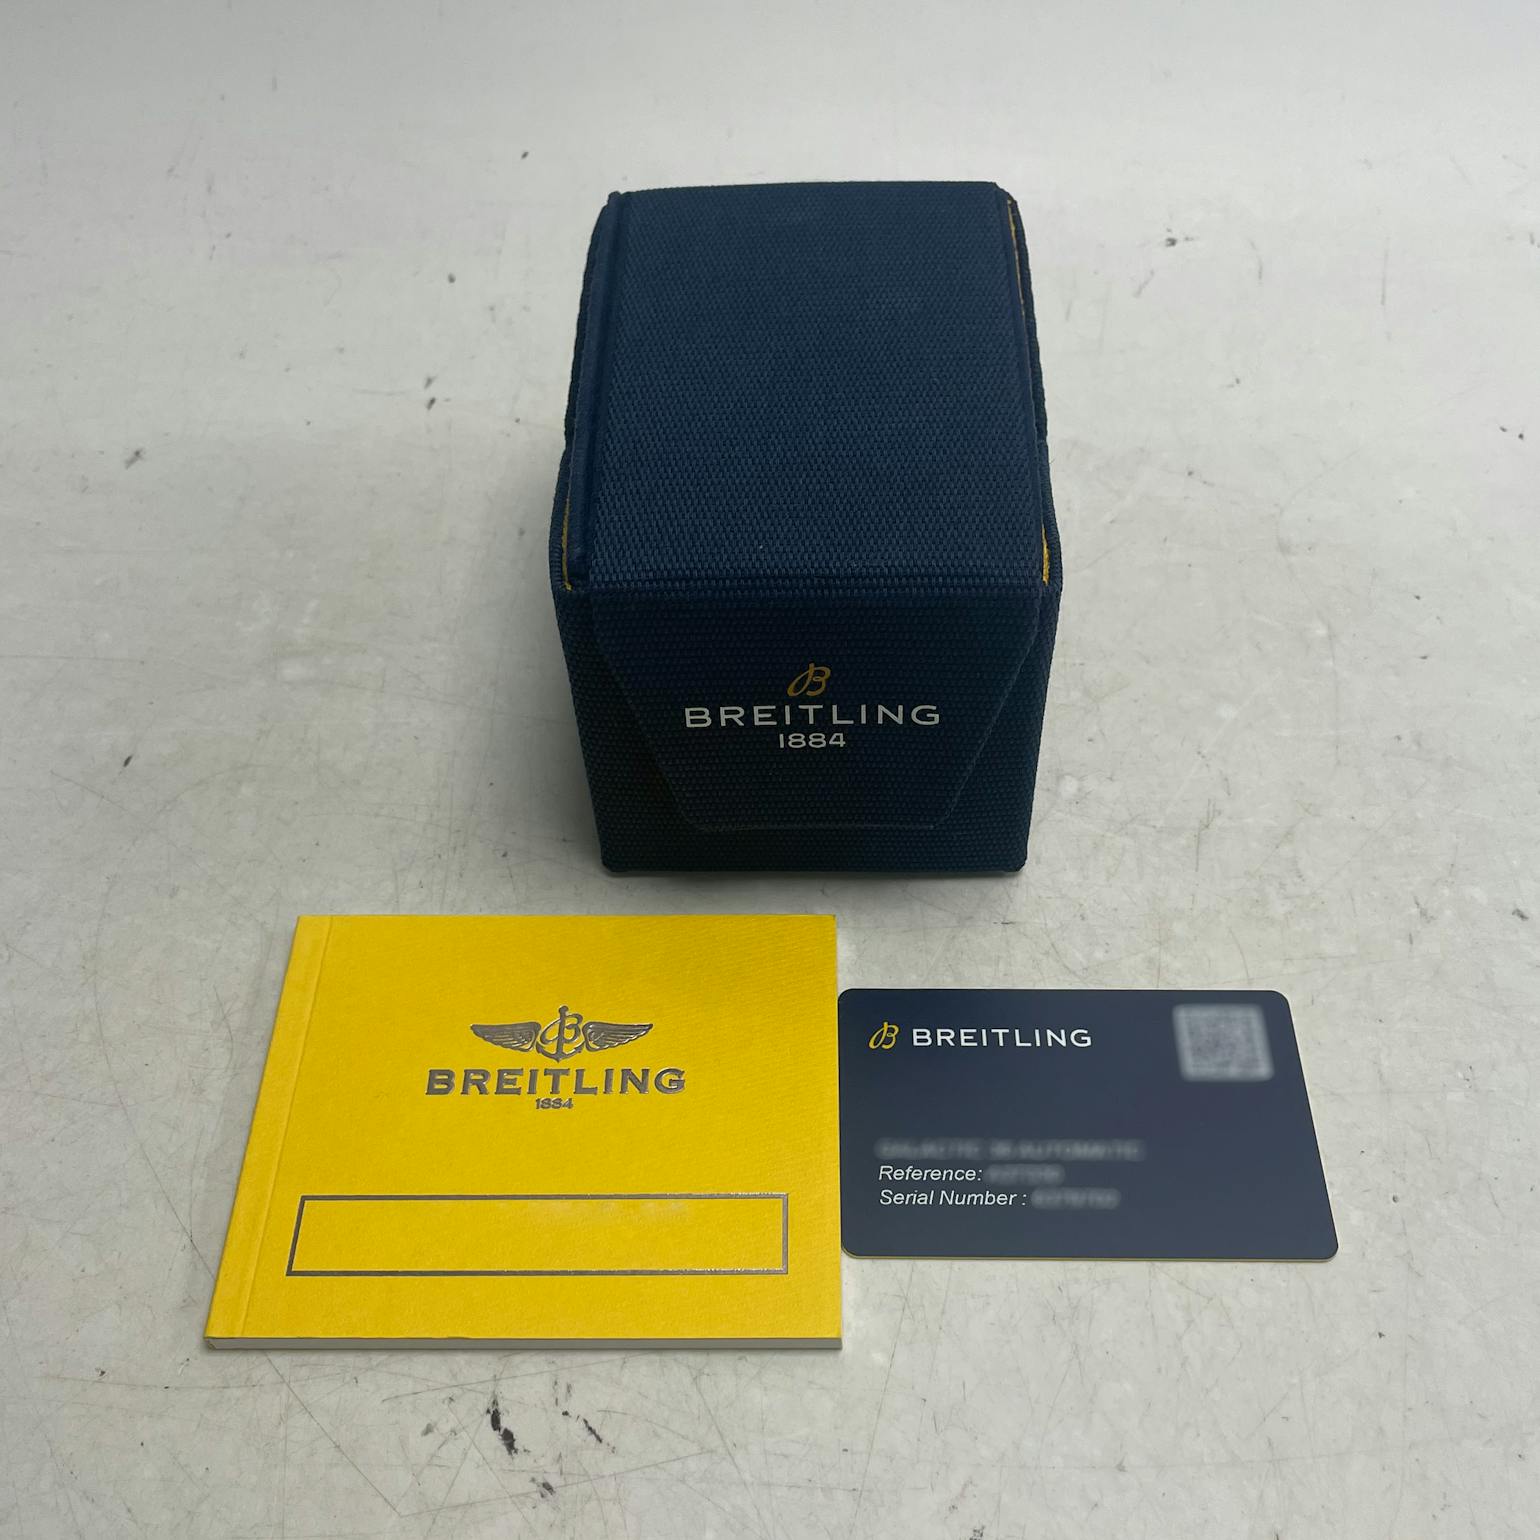 B
BREITLING
1884
B
BREITLING
1884
B BREITLING
Reference:
Serial Number :